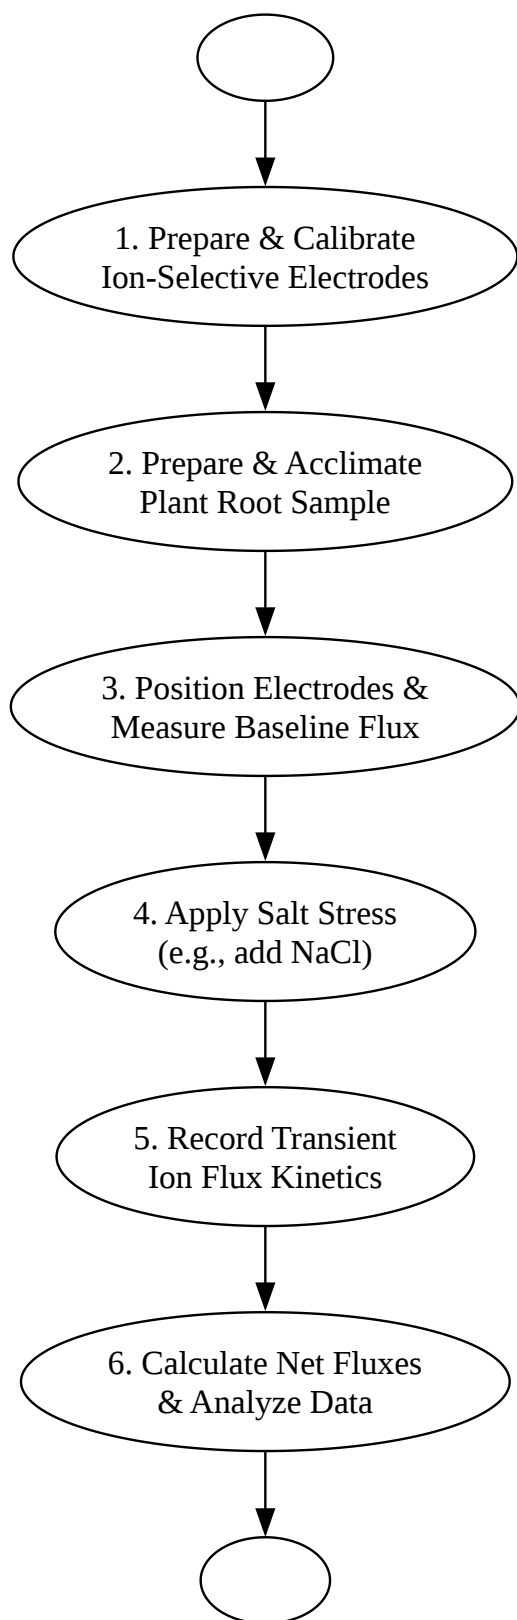 1. Prepare & Calibrate
Ion-Selective Electrodes
2. Prepare & Acclimate
Plant Root Sample
3. Position Electrodes &
Measure Baseline Flux
4. Apply Salt Stress
(e.g., add NaCl)
5. Record Transient
Ion Flux Kinetics
6. Calculate Net Fluxes
& Analyze Data